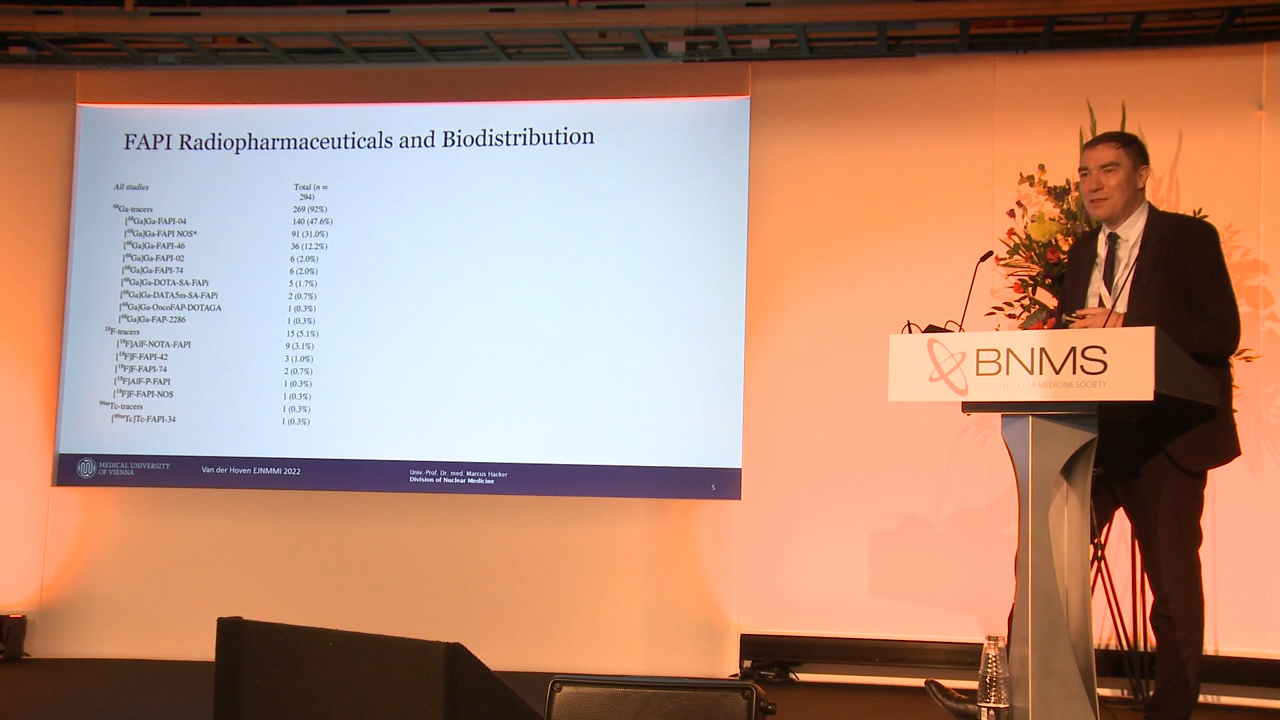 FAPI Radiopharmaceuticals and Biodistribution
All studies Total (n = 294)
⁶⁸Ga-tracers 269 (92%)
[⁶⁸Ga]Ga-FAPI-04 140 (47.6%)
[⁶⁸Ga]Ga-FAPI NOS* 91 (31.0%)
[⁶⁸Ga]Ga-FAPI-46 36 (12.2%)
[⁶⁸Ga]Ga-FAPI-02 6 (2.0%)
[⁶⁸Ga]Ga-FAPI-74 6 (2.0%)
[⁶⁸Ga]Ga-DOTA-SA-FAPi 5 (1.7%)
[⁶⁸Ga]Ga-DATA5m-SA-FAPi 2 (0.7%)
[⁶⁸Ga]Ga-OncoFAP-DOTAGA 1 (0.3%)
[⁶⁸Ga]Ga-FAP-2286 1 (0.3%)
¹⁸F-tracers 15 (5.1%)
[¹⁸F]AlF-NOTA-FAPI 9 (3.1%)
[¹⁸F]F-FAPI-42 3 (1.0%)
[¹⁸F]F-FAPI-74 2 (0.7%)
[¹⁸F]AlF-P-FAPI 1 (0.3%)
[¹⁸F]F-FAPI-NOS 1 (0.3%)
⁹⁹ᵐTc-tracers 1 (0.3%)
[⁹⁹ᵐTc]Tc-FAPI-34 1 (0.3%)
MEDICAL UNIVERSITY
OF VIENNA
Van der Hoven EJNMMI 2022
Univ.-Prof. Dr. med. Marcus Hacker
Division of Nuclear Medicine
5
BNMS
BRITISH NUCLEAR MEDICINE SOCIETY